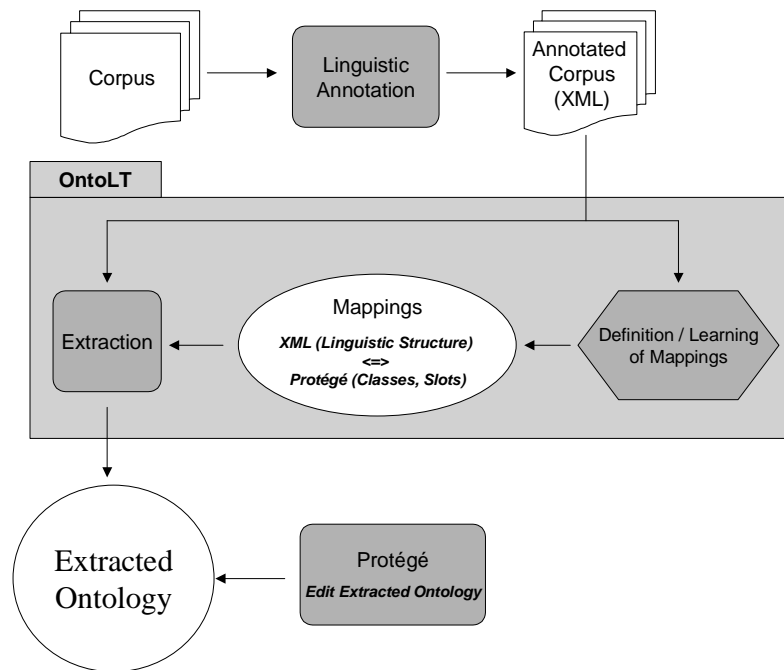 Corpus
Linguistic
Annotation
Annotated
Corpus
(XML)
OntoLT
Extraction
Mappings
XML (Linguistic Structure)
<=>
Protégé (Classes, Slots)
Definition / Learning
of Mappings
Extracted
Ontology
Protégé
Edit Extracted Ontology